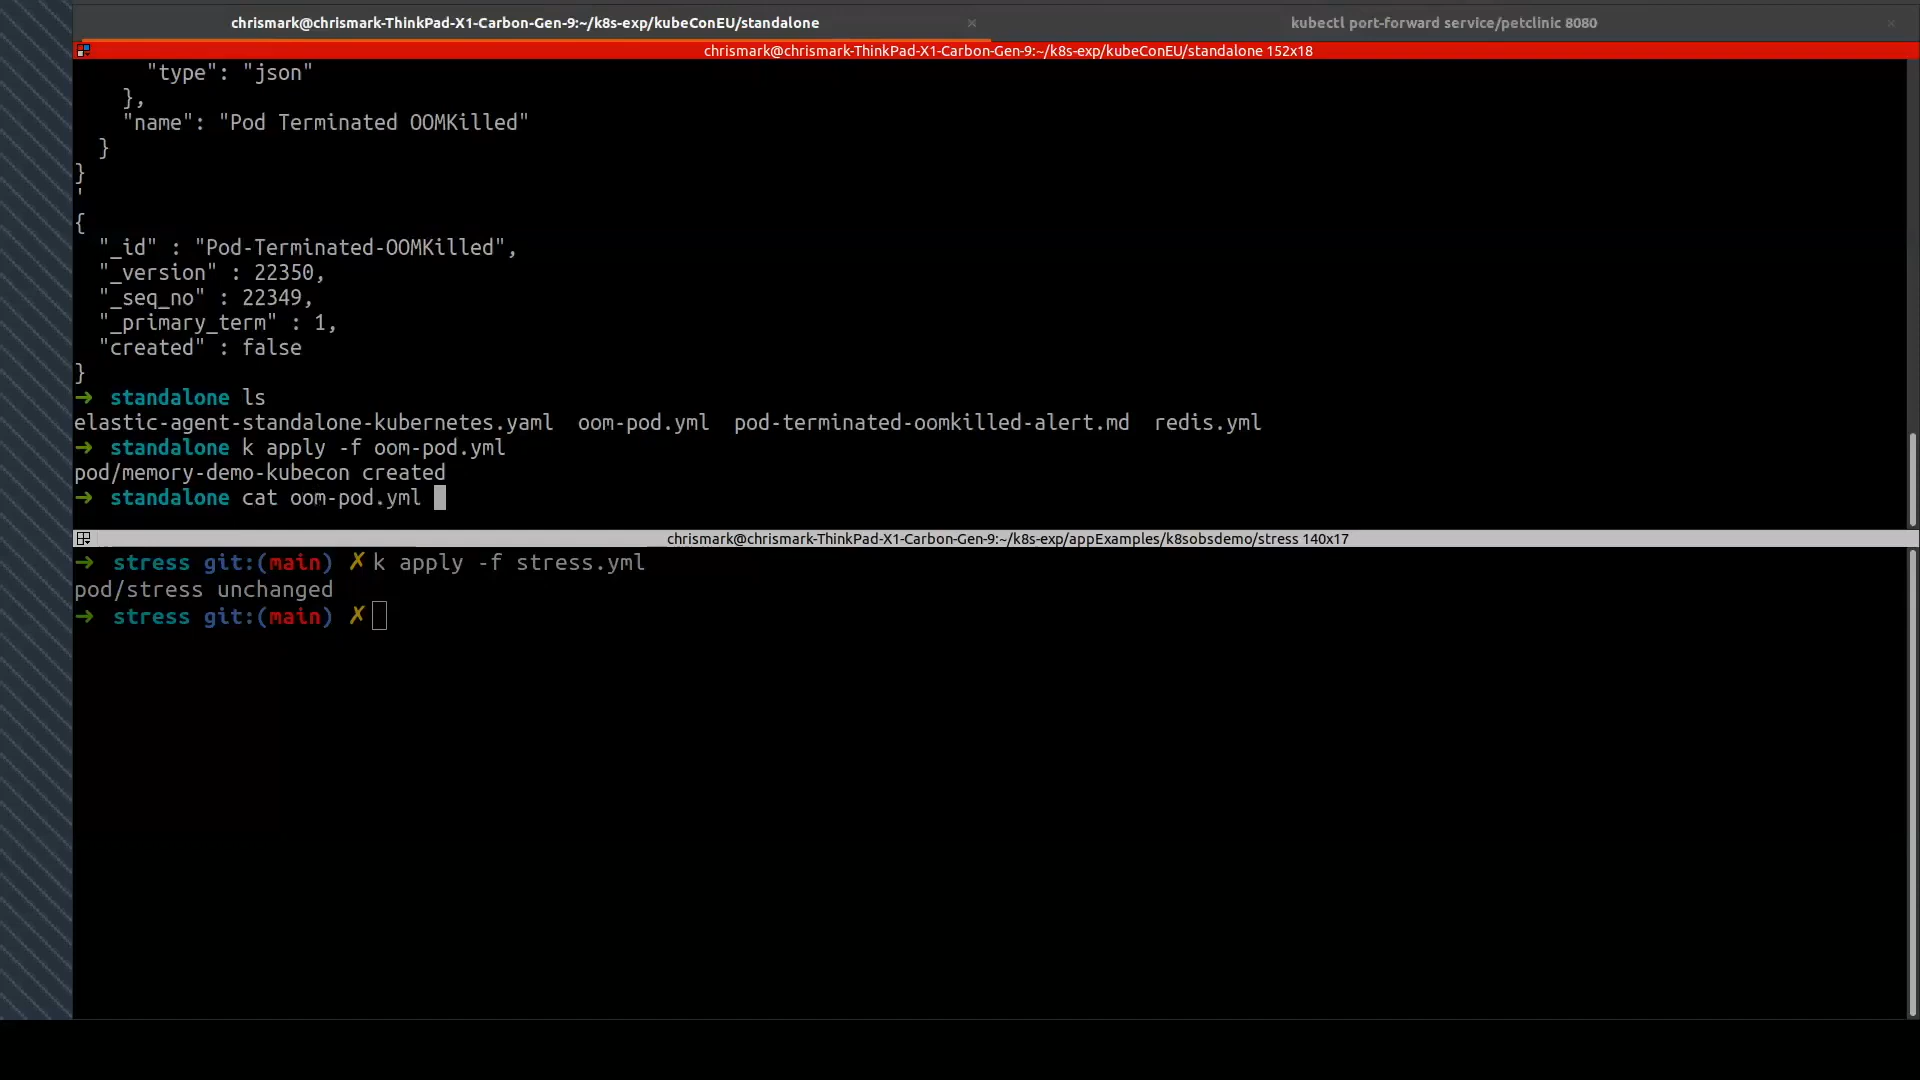 chrismark@chrismark-ThinkPad-X1-Carbon-Gen-9:~/k8s-exp/kubeConEU/standalone × kubectl port-forward service/petclinic 8080 ×
chrismark@chrismark-ThinkPad-X1-Carbon-Gen-9:~/k8s-exp/kubeConEU/standalone 152x18
      "type": "json"
    },
    "name": "Pod Terminated OOMKilled"
  }
}
'
{
  "_id" : "Pod-Terminated-OOMKilled",
  "_version" : 22350,
  "_seq_no" : 22349,
  "_primary_term" : 1,
  "created" : false
}
➜  standalone ls
elastic-agent-standalone-kubernetes.yaml  oom-pod.yml  pod-terminated-oomkilled-alert.md  redis.yml
➜  standalone k apply -f oom-pod.yml
pod/memory-demo-kubecon created
➜  standalone cat oom-pod.yml
chrismark@chrismark-ThinkPad-X1-Carbon-Gen-9:~/k8s-exp/appExamples/k8sobsdemo/stress 140x17
➜  stress git:(main) ✗ k apply -f stress.yml
pod/stress unchanged
➜  stress git:(main) ✗